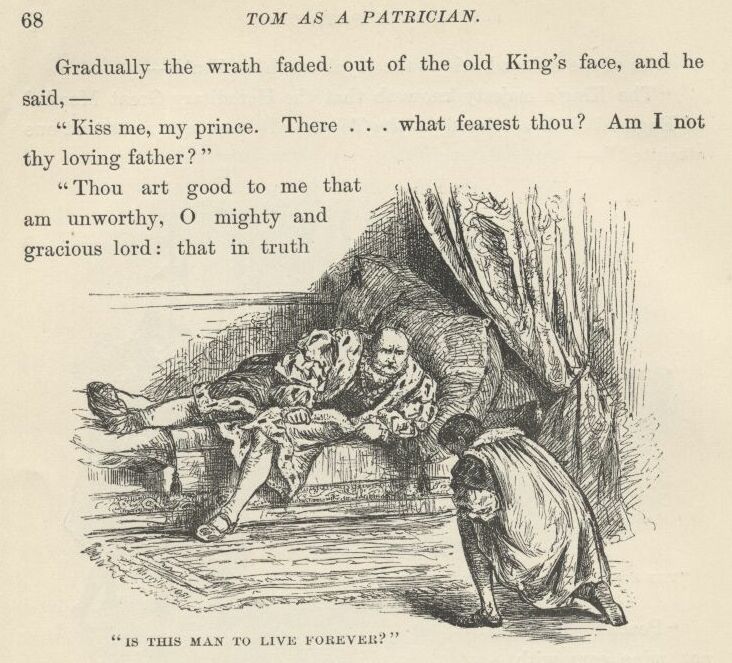 68
TOM AS A PATRICIAN.
Gradually the wrath faded out of the old King's face, and he
said, —
"Kiss me, my prince. There . . . what fearest thou? Am I not
thy loving father?"
"Thou art good to me that
am unworthy, O mighty and
gracious lord: that in truth
"IS THIS MAN TO LIVE FOREVER?"